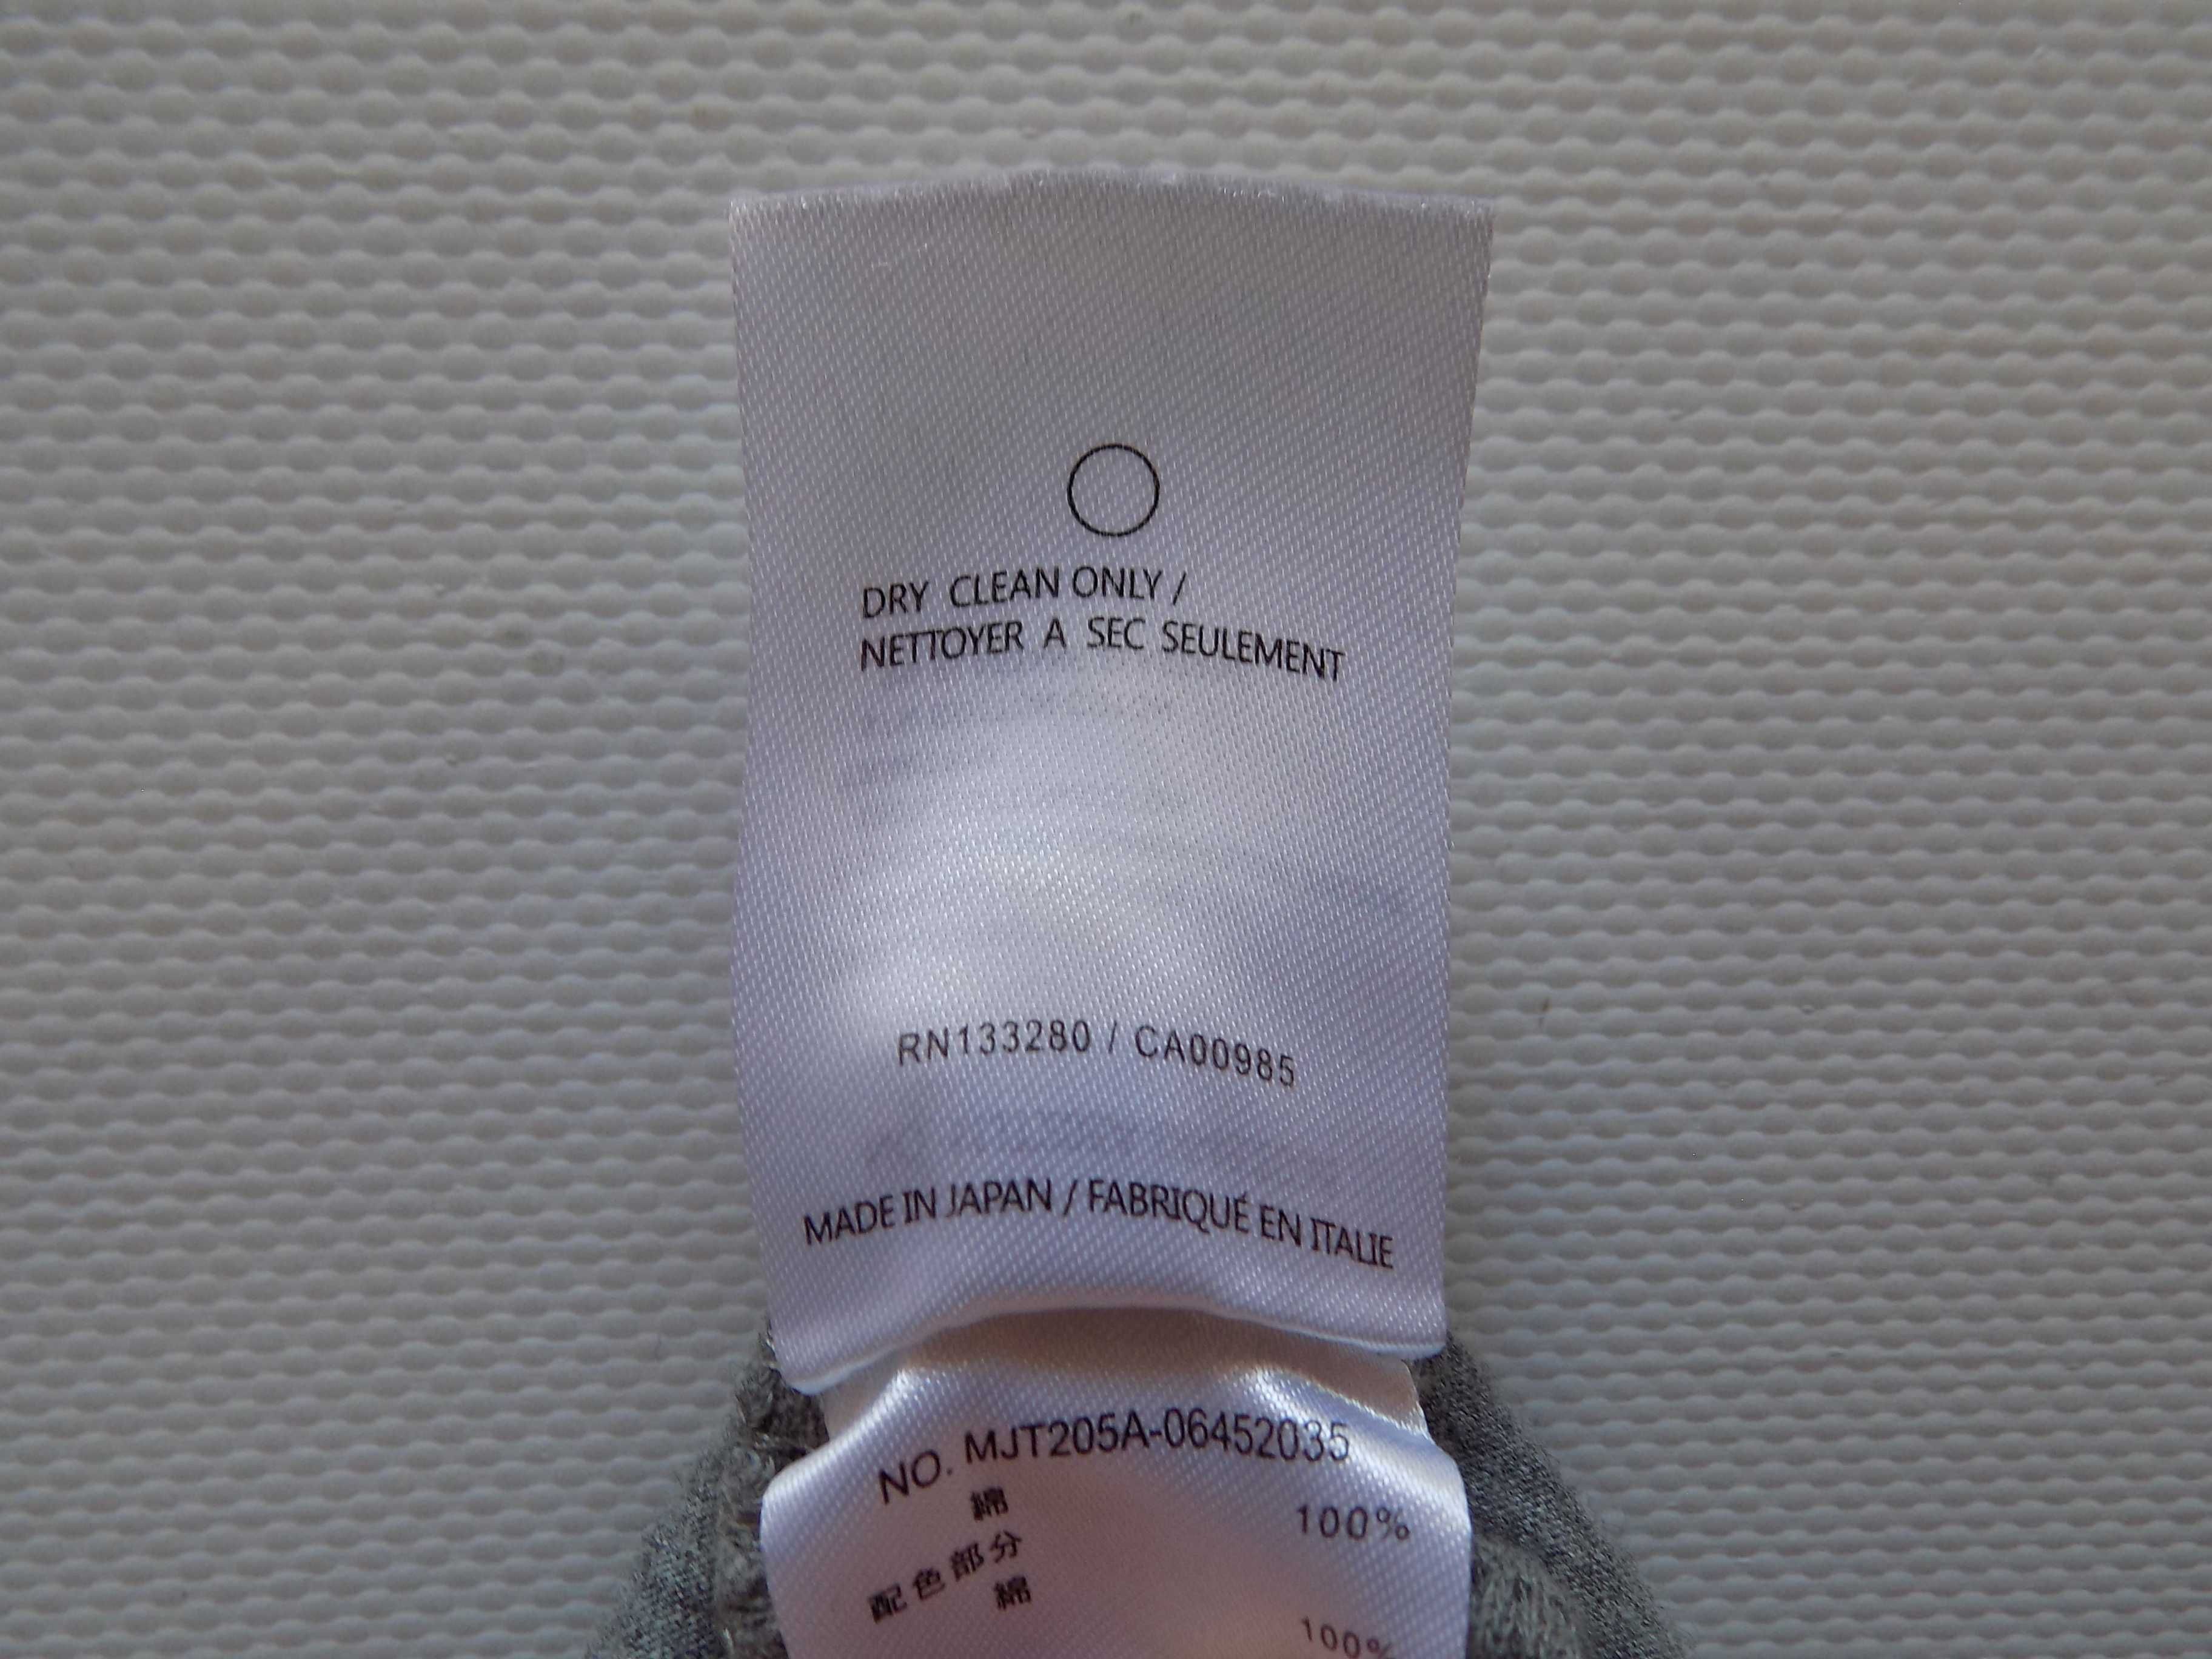 DRY CLEAN ONLY /
NETTOYER A SEC SEULEMENT
RN133280 / CA00985
MADE IN JAPAN / FABRIQUÉ EN ITALIE
NO. MJT205A-06452035
綿 100%
配色部分
綿 100%